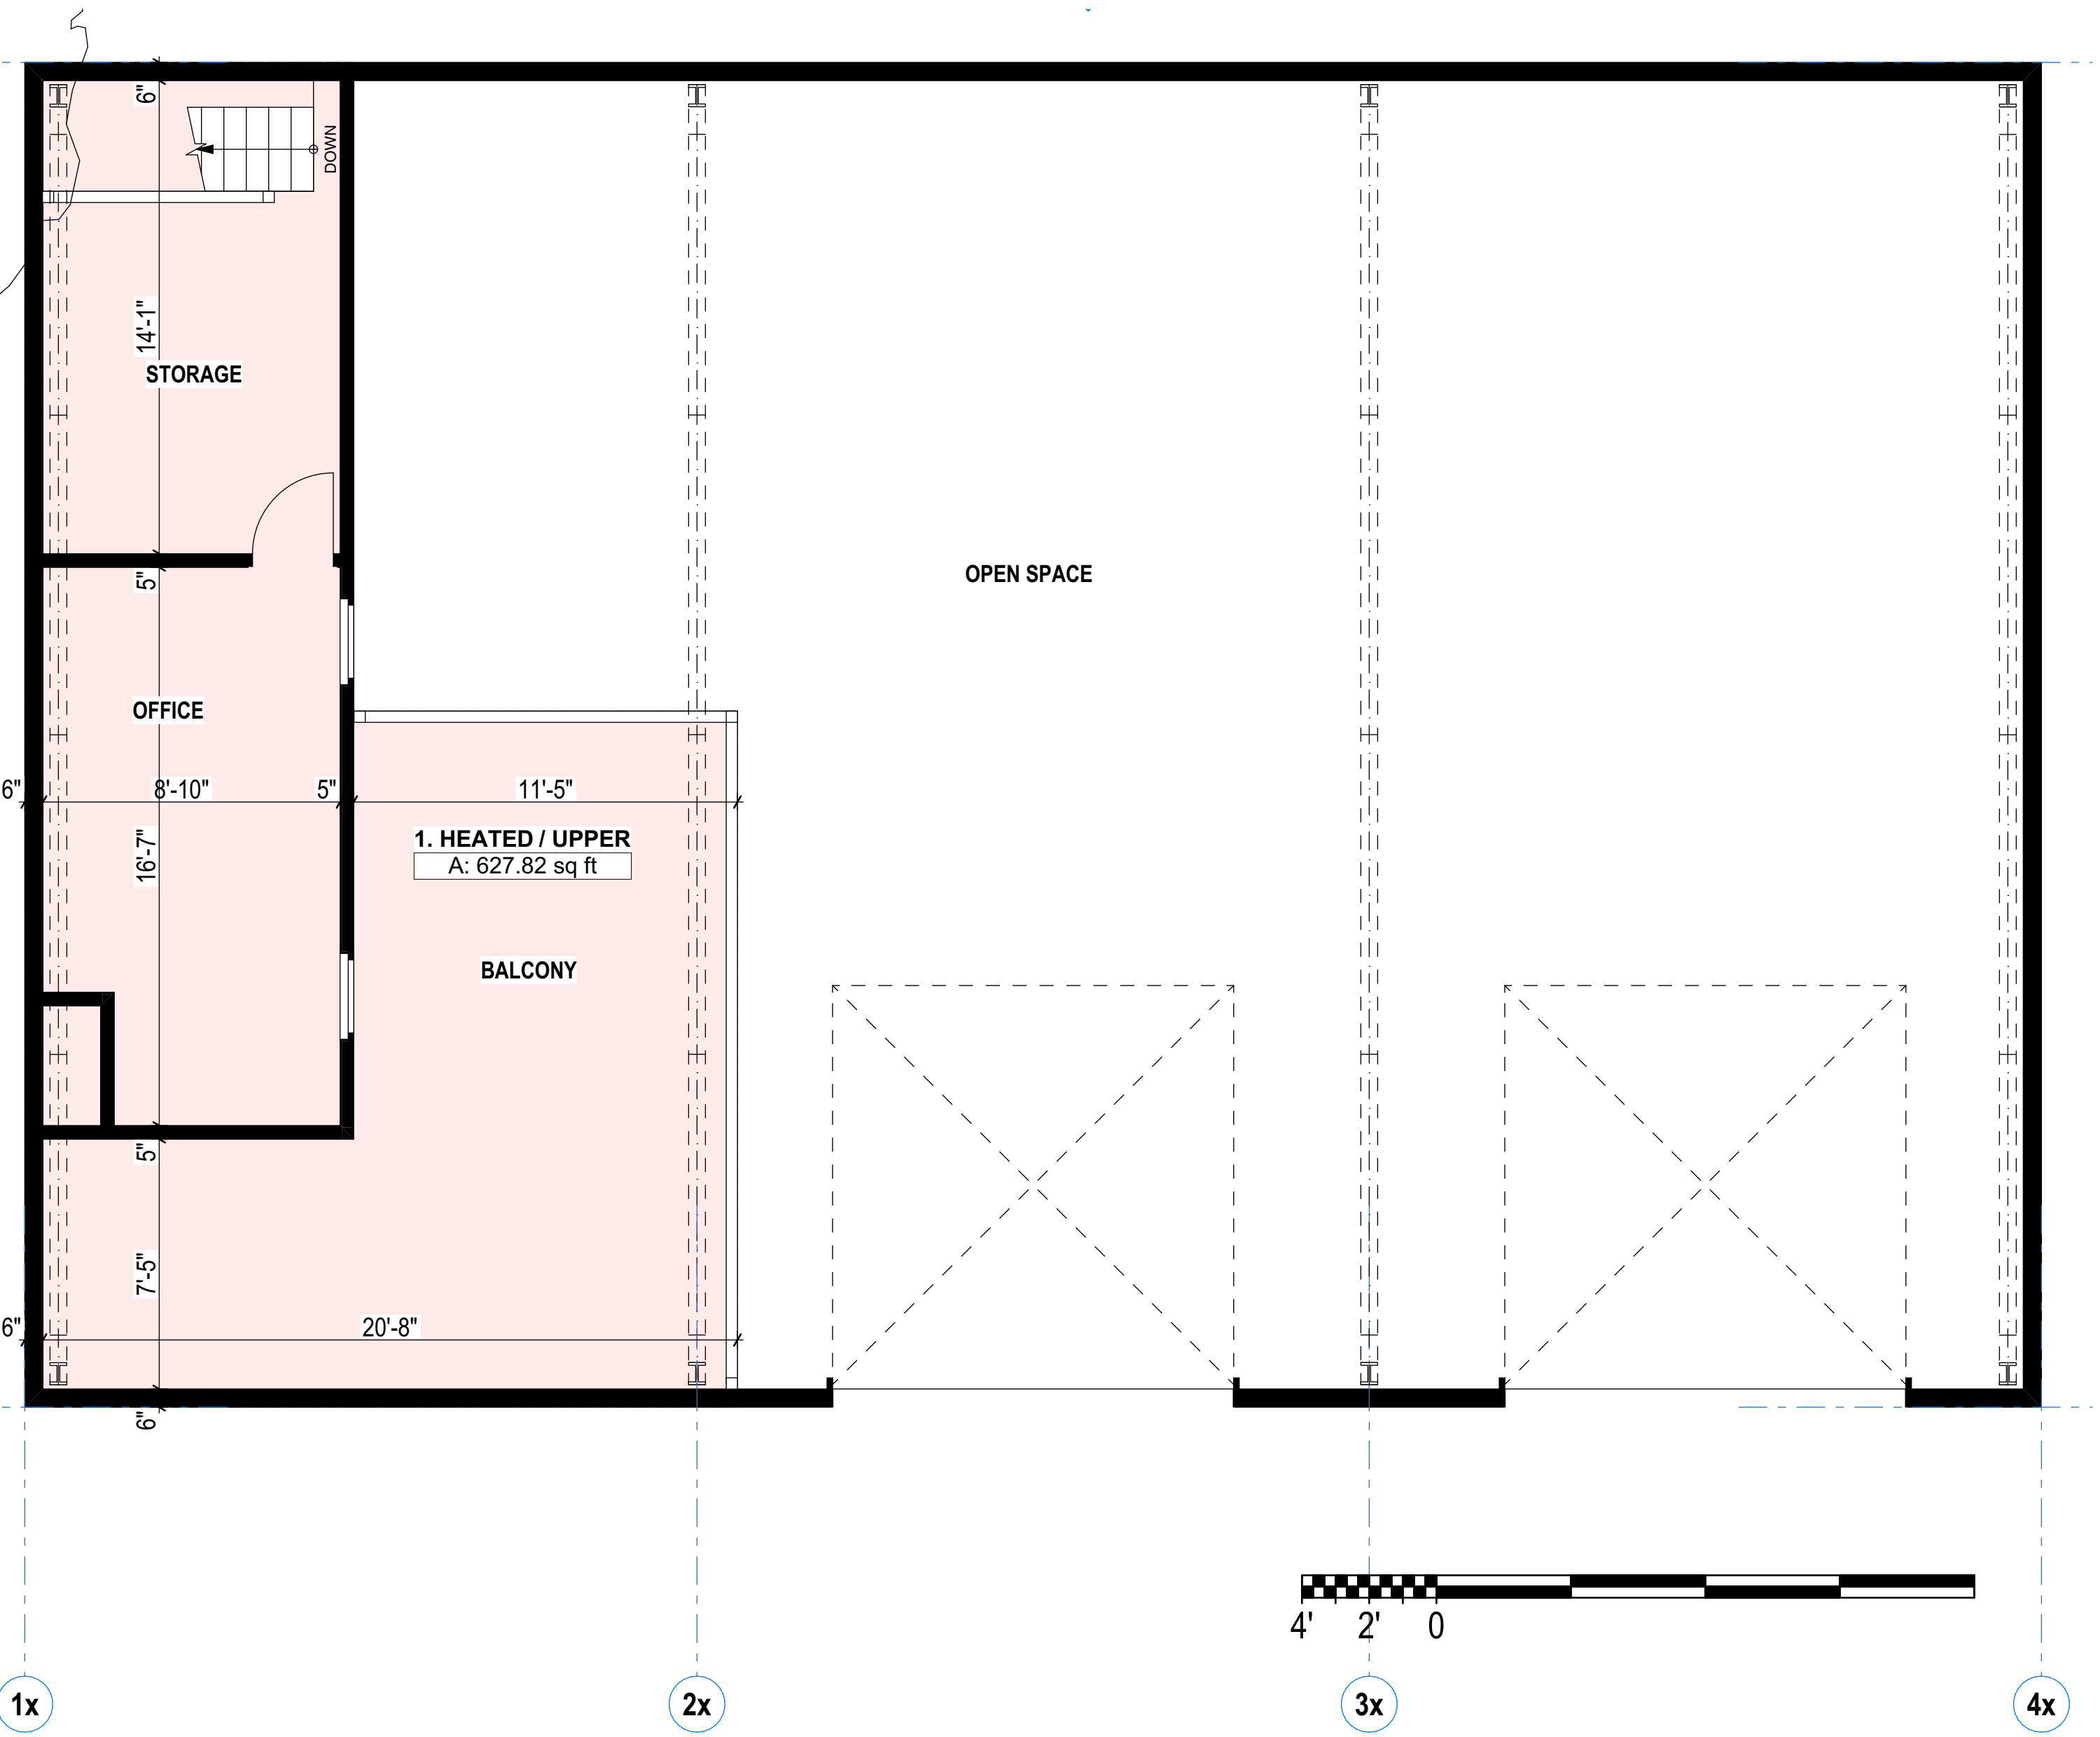 6"
DOWN
14'-1"
STORAGE
5"
OPEN SPACE
OFFICE
6"
8'-10"
5"
11'-5"
16'-7"
1. HEATED / UPPER
A: 627.82 sq ft
BALCONY
5"
7'-5"
6"
20'-8"
6"
4' 2' 0
1x 2x 3x 4x